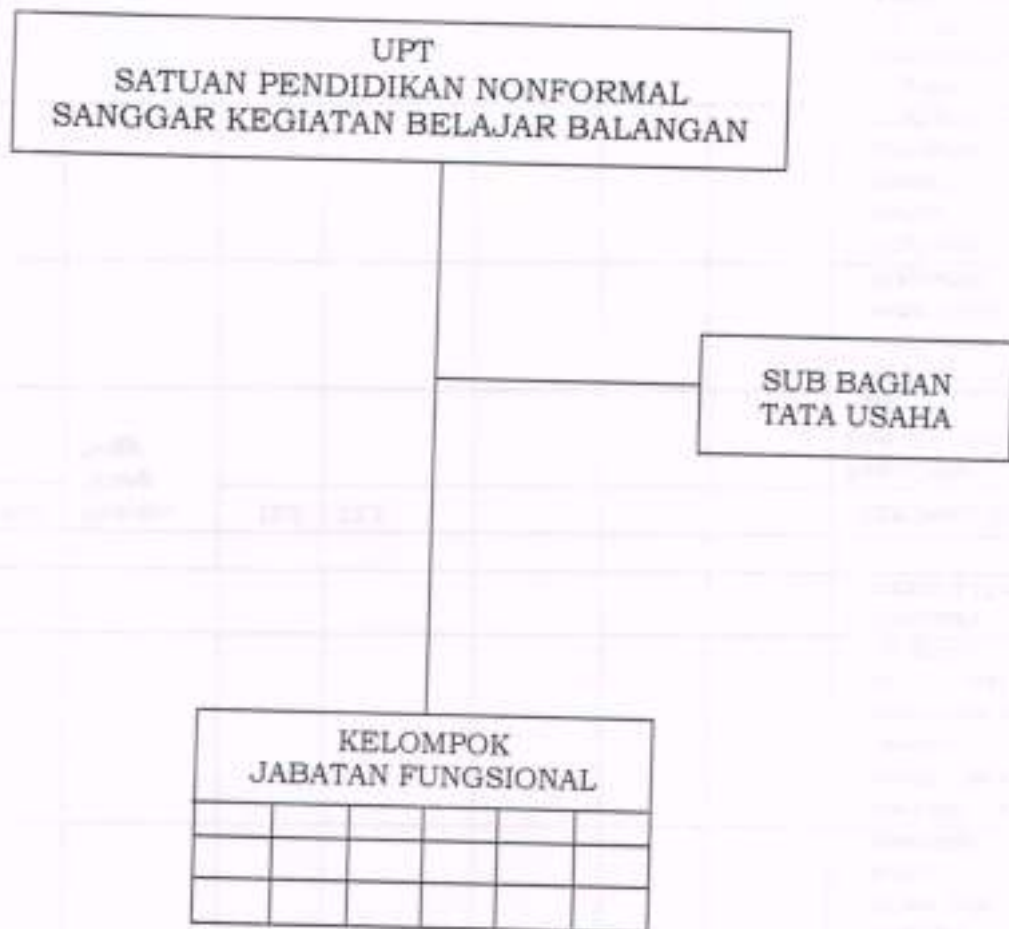 UPT
SATUAN PENDIDIKAN NONFORMAL
SANGGAR KEGIATAN BELAJAR BALANGAN
SUB BAGIAN
TATA USAHA
KELOMPOK
JABATAN FUNGSIONAL